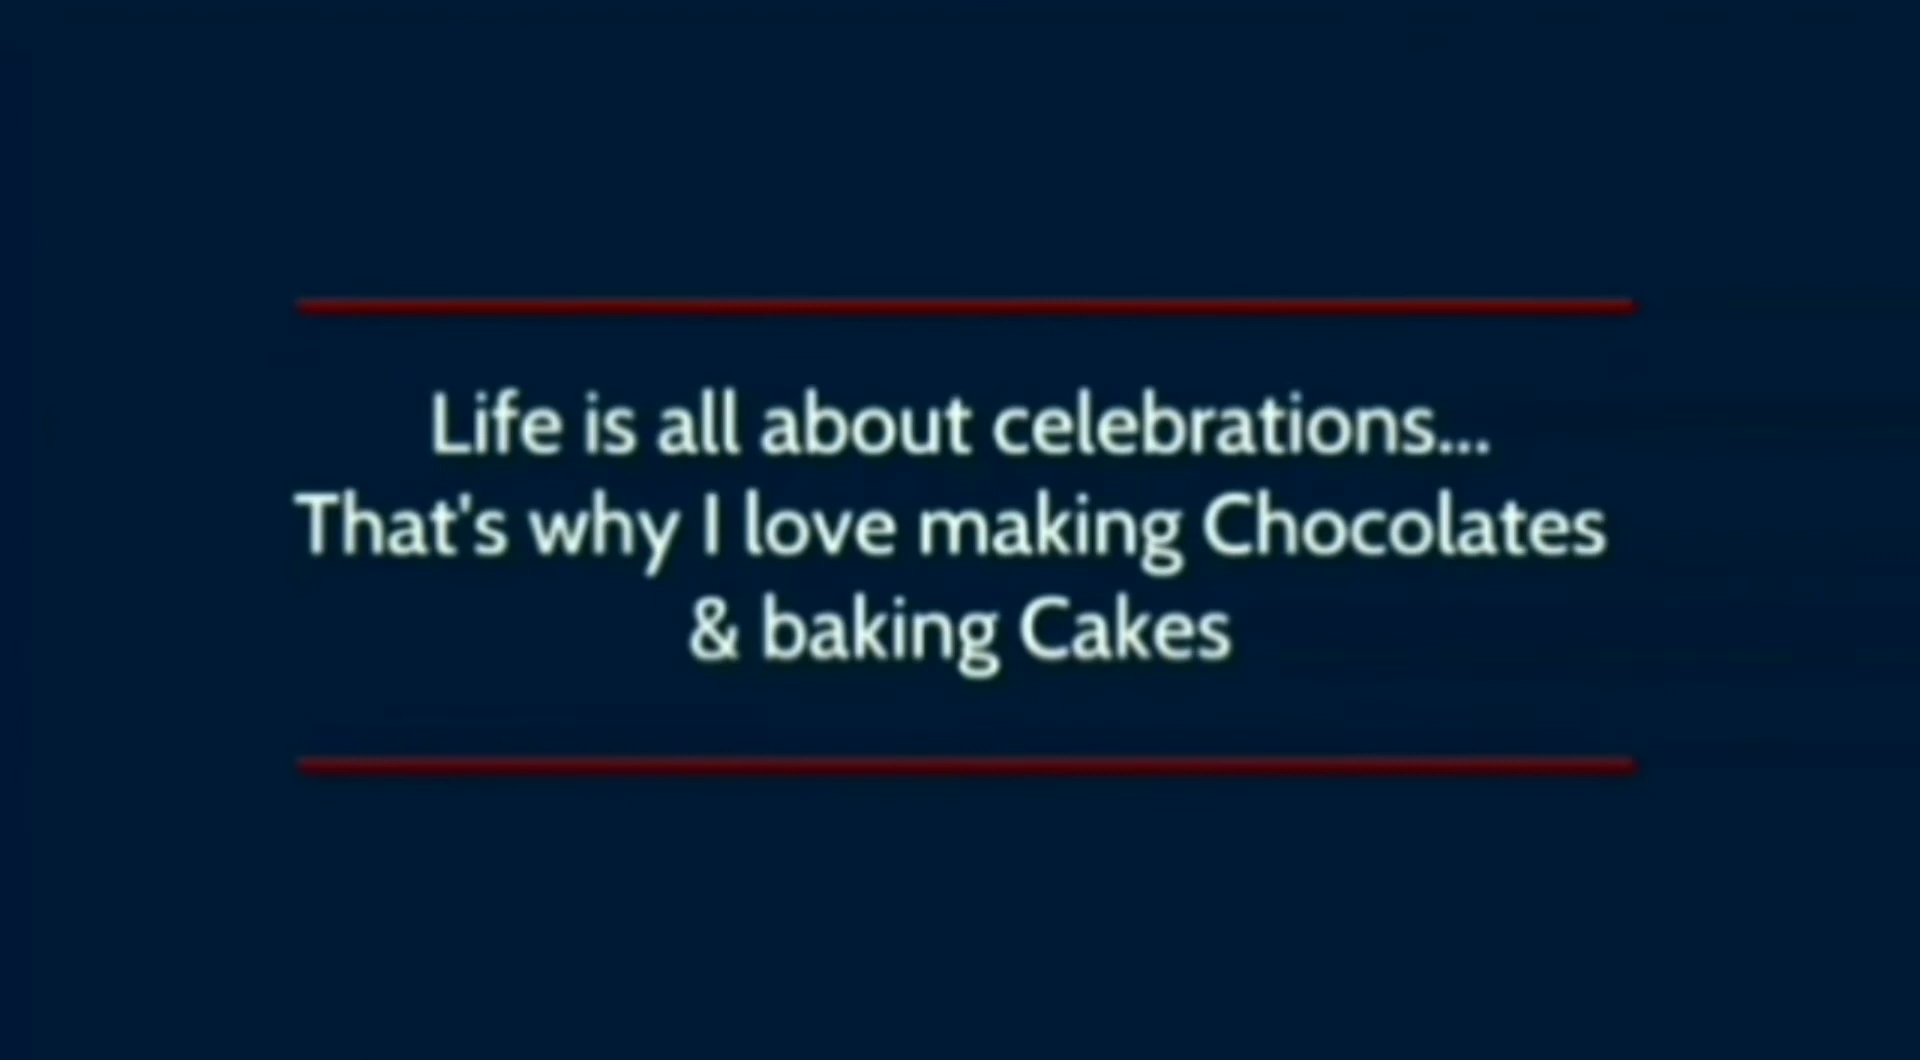 Life is all about celebrations...
That's why I love making Chocolates
& baking Cakes